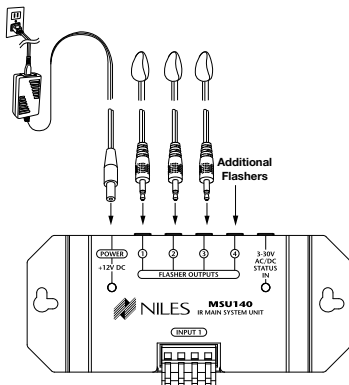 Additional
Flashers
POWER
+12V DC
1 2 3 4
FLASHER OUTPUTS
3-30V
AC/DC
STATUS
IN
NILES
MSU140
IR MAIN SYSTEM UNIT
INPUT 1